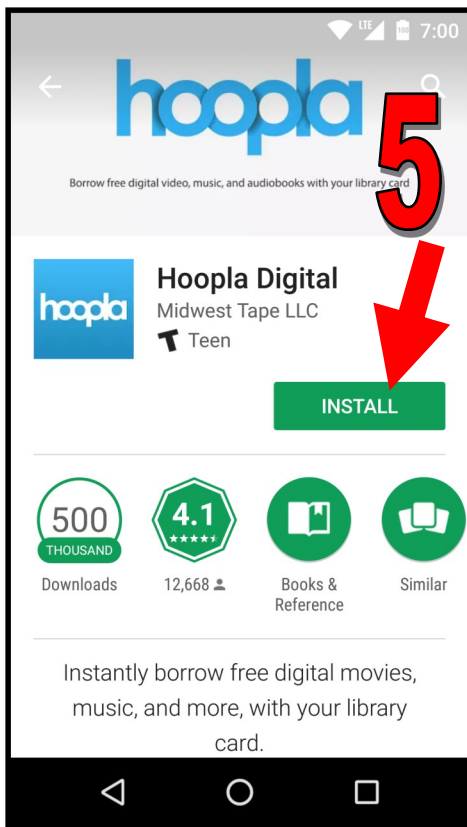 LTE 100 7:00
hoopla
5
Borrow free digital video, music, and audiobooks with your library card
hoopla
Hoopla Digital
Midwest Tape LLC
T Teen
INSTALL
500
THOUSAND
Downloads
4.1
12,668
Books &
Reference
Similar
Instantly borrow free digital movies,
music, and more, with your library
card.